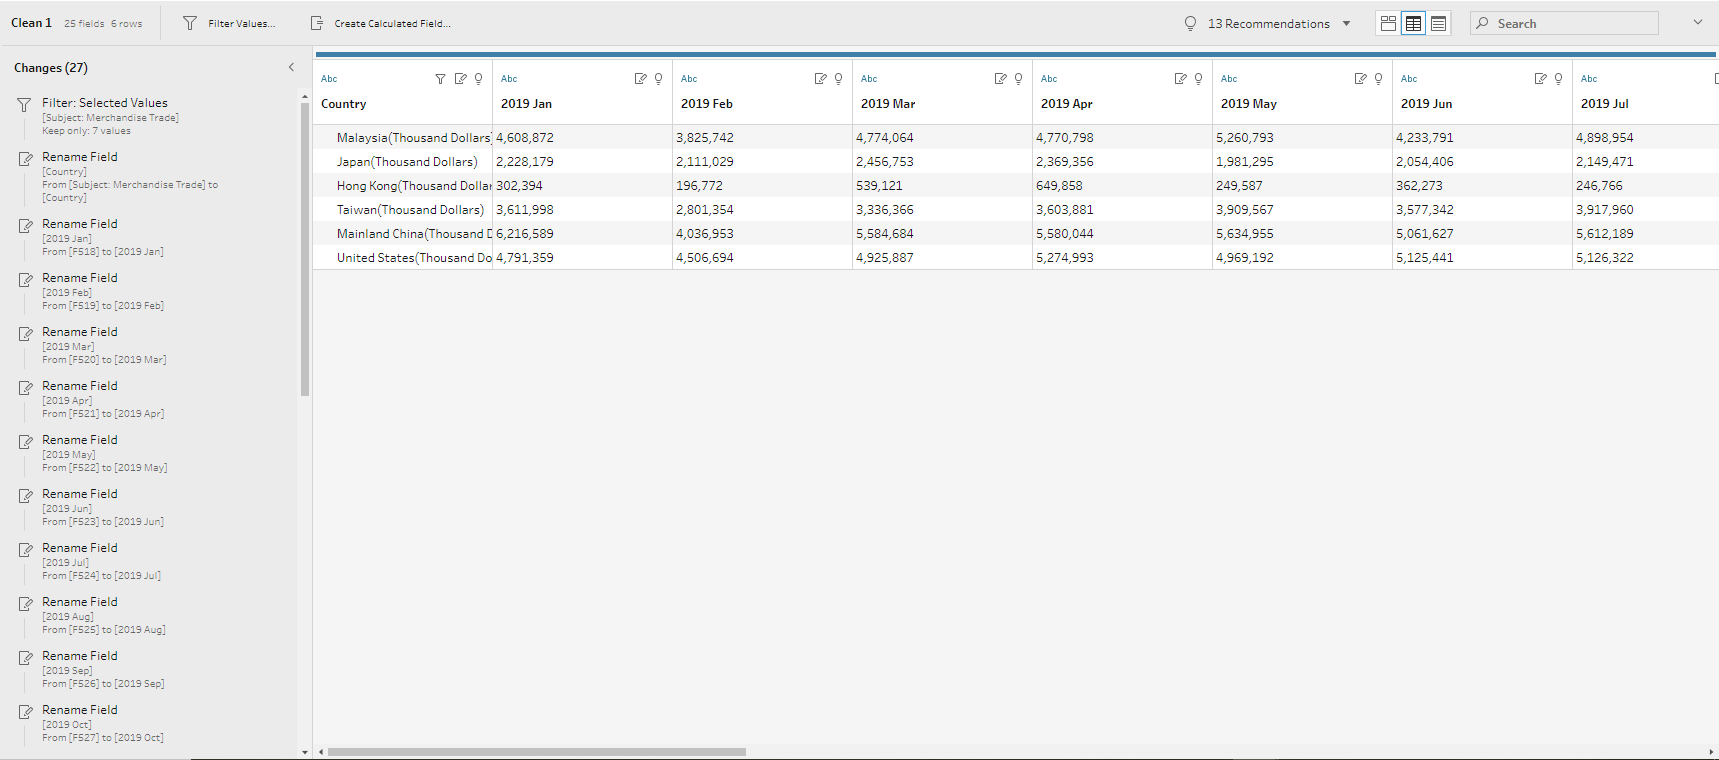 Clean 1 25 fields 6 rows Filter Values... Create Calculated Field... 13 Recommendations Search
Changes (27)
Filter: Selected Values
[Subject: Merchandise Trade]
Keep only: 7 values
Rename Field
[Country]
From [Subject: Merchandise Trade] to
[Country]
Rename Field
[2019 Jan]
From [F518] to [2019 Jan]
Rename Field
[2019 Feb]
From [F519] to [2019 Feb]
Rename Field
[2019 Mar]
From [F520] to [2019 Mar]
Rename Field
[2019 Apr]
From [F521] to [2019 Apr]
Rename Field
[2019 May]
From [F522] to [2019 May]
Rename Field
[2019 Jun]
From [F523] to [2019 Jun]
Rename Field
[2019 Jul]
From [F524] to [2019 Jul]
Rename Field
[2019 Aug]
From [F525] to [2019 Aug]
Rename Field
[2019 Sep]
From [F526] to [2019 Sep]
Rename Field
[2019 Oct]
From [F527] to [2019 Oct]
Abc Abc Abc Abc Abc Abc Abc Abc
Country 2019 Jan 2019 Feb 2019 Mar 2019 Apr 2019 May 2019 Jun 2019 Jul
Malaysia(Thousand Dollars) 4,608,872 3,825,742 4,774,064 4,770,798 5,260,793 4,233,791 4,898,954
Japan(Thousand Dollars) 2,228,179 2,111,029 2,456,753 2,369,356 1,981,295 2,054,406 2,149,471
Hong Kong(Thousand Dollar 302,394 196,772 539,121 649,858 249,587 362,273 246,766
Taiwan(Thousand Dollars) 3,611,998 2,801,354 3,336,366 3,603,881 3,909,567 3,577,342 3,917,960
Mainland China(Thousand D 6,216,589 4,036,953 5,584,684 5,580,044 5,634,955 5,061,627 5,612,189
United States(Thousand Do 4,791,359 4,506,694 4,925,887 5,274,993 4,969,192 5,125,441 5,126,322